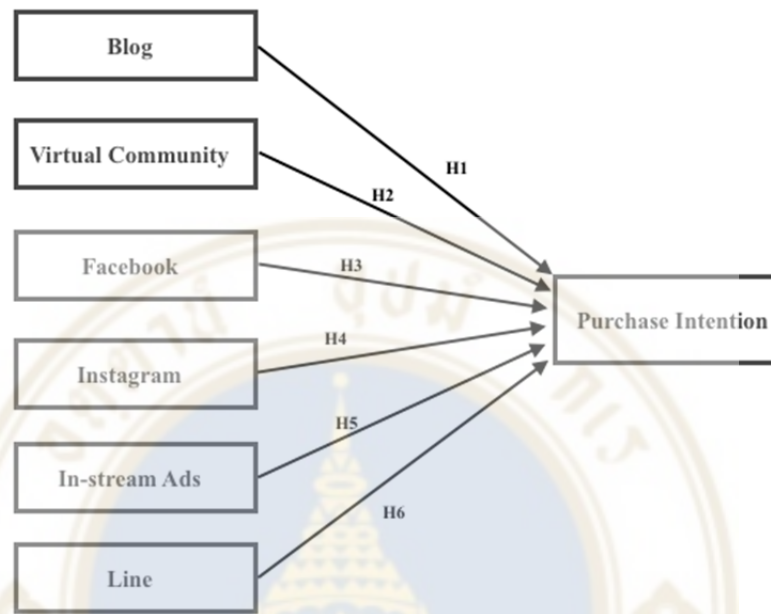 Blog
H1
Virtual Community
H2
Facebook
H3
Purchase Intention
Instagram
H4
In-stream Ads
H5
Line
H6